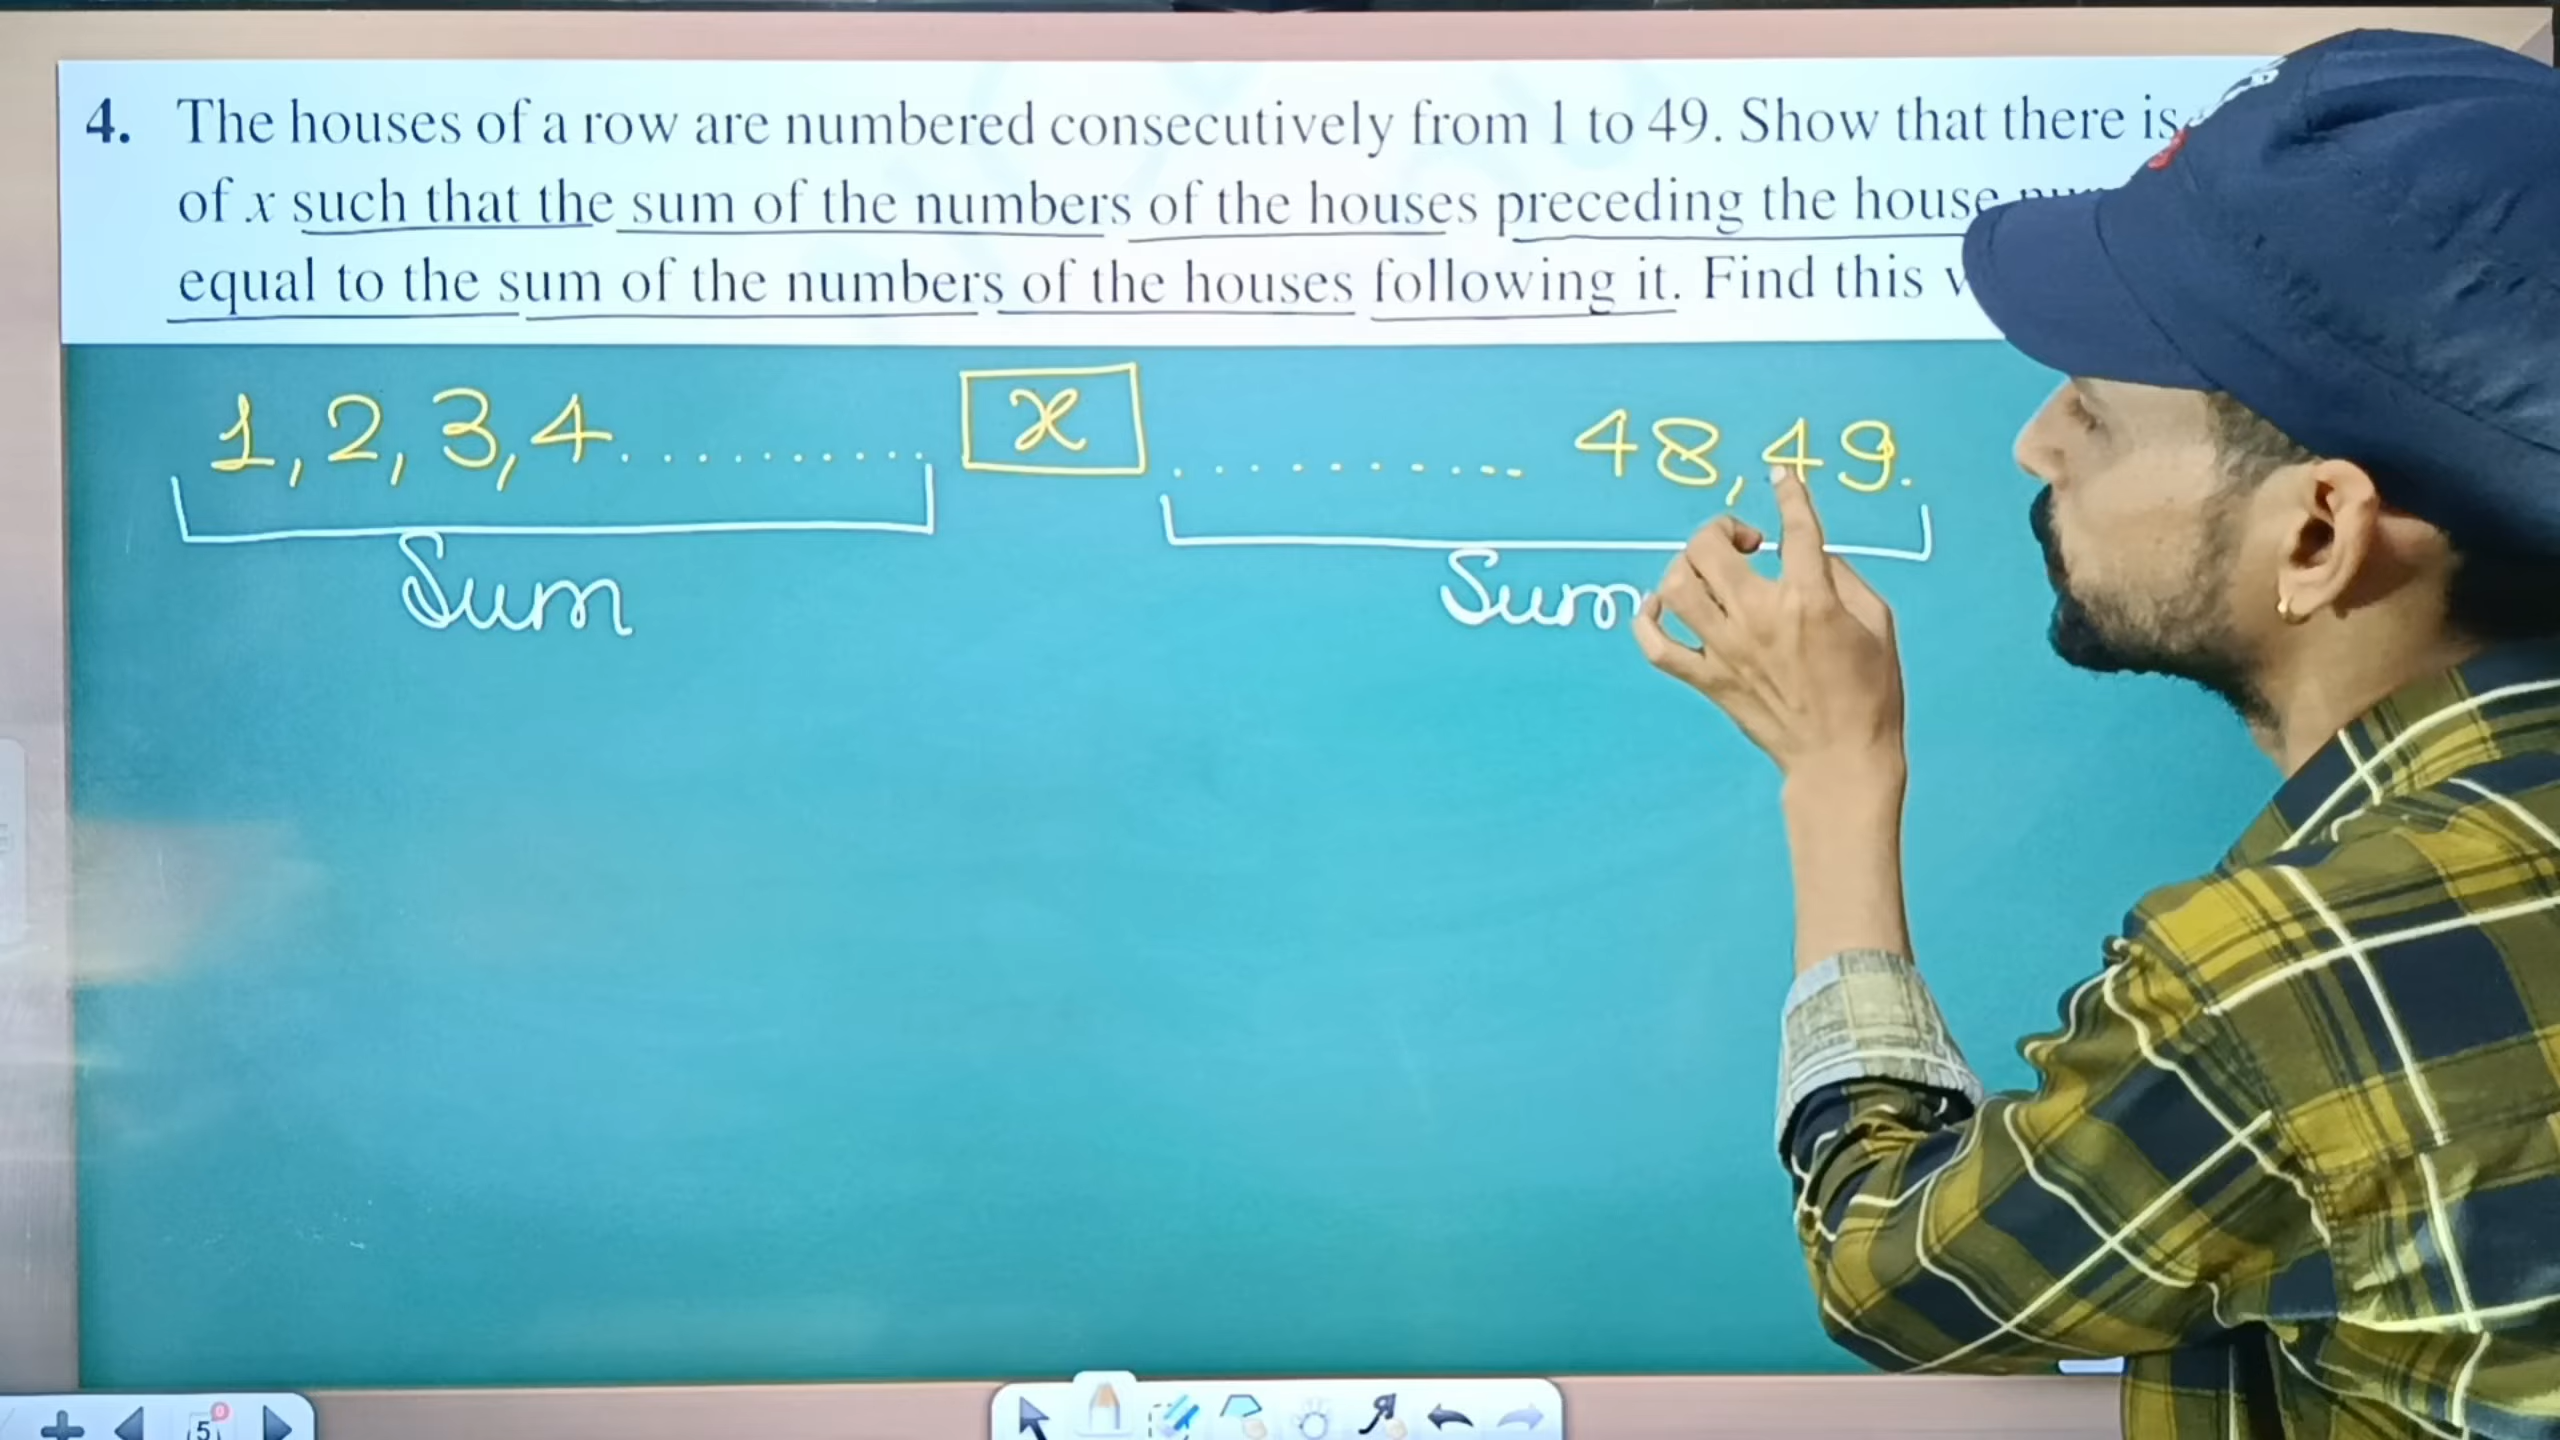 4. The houses of a row are numbered consecutively from 1 to 49. Show that there is
of x such that the sum of the numbers of the houses preceding the house
equal to the sum of the numbers of the houses following it. Find this
1, 2, 3, 4........... x ........... 48, 49.
Sum Sum
5